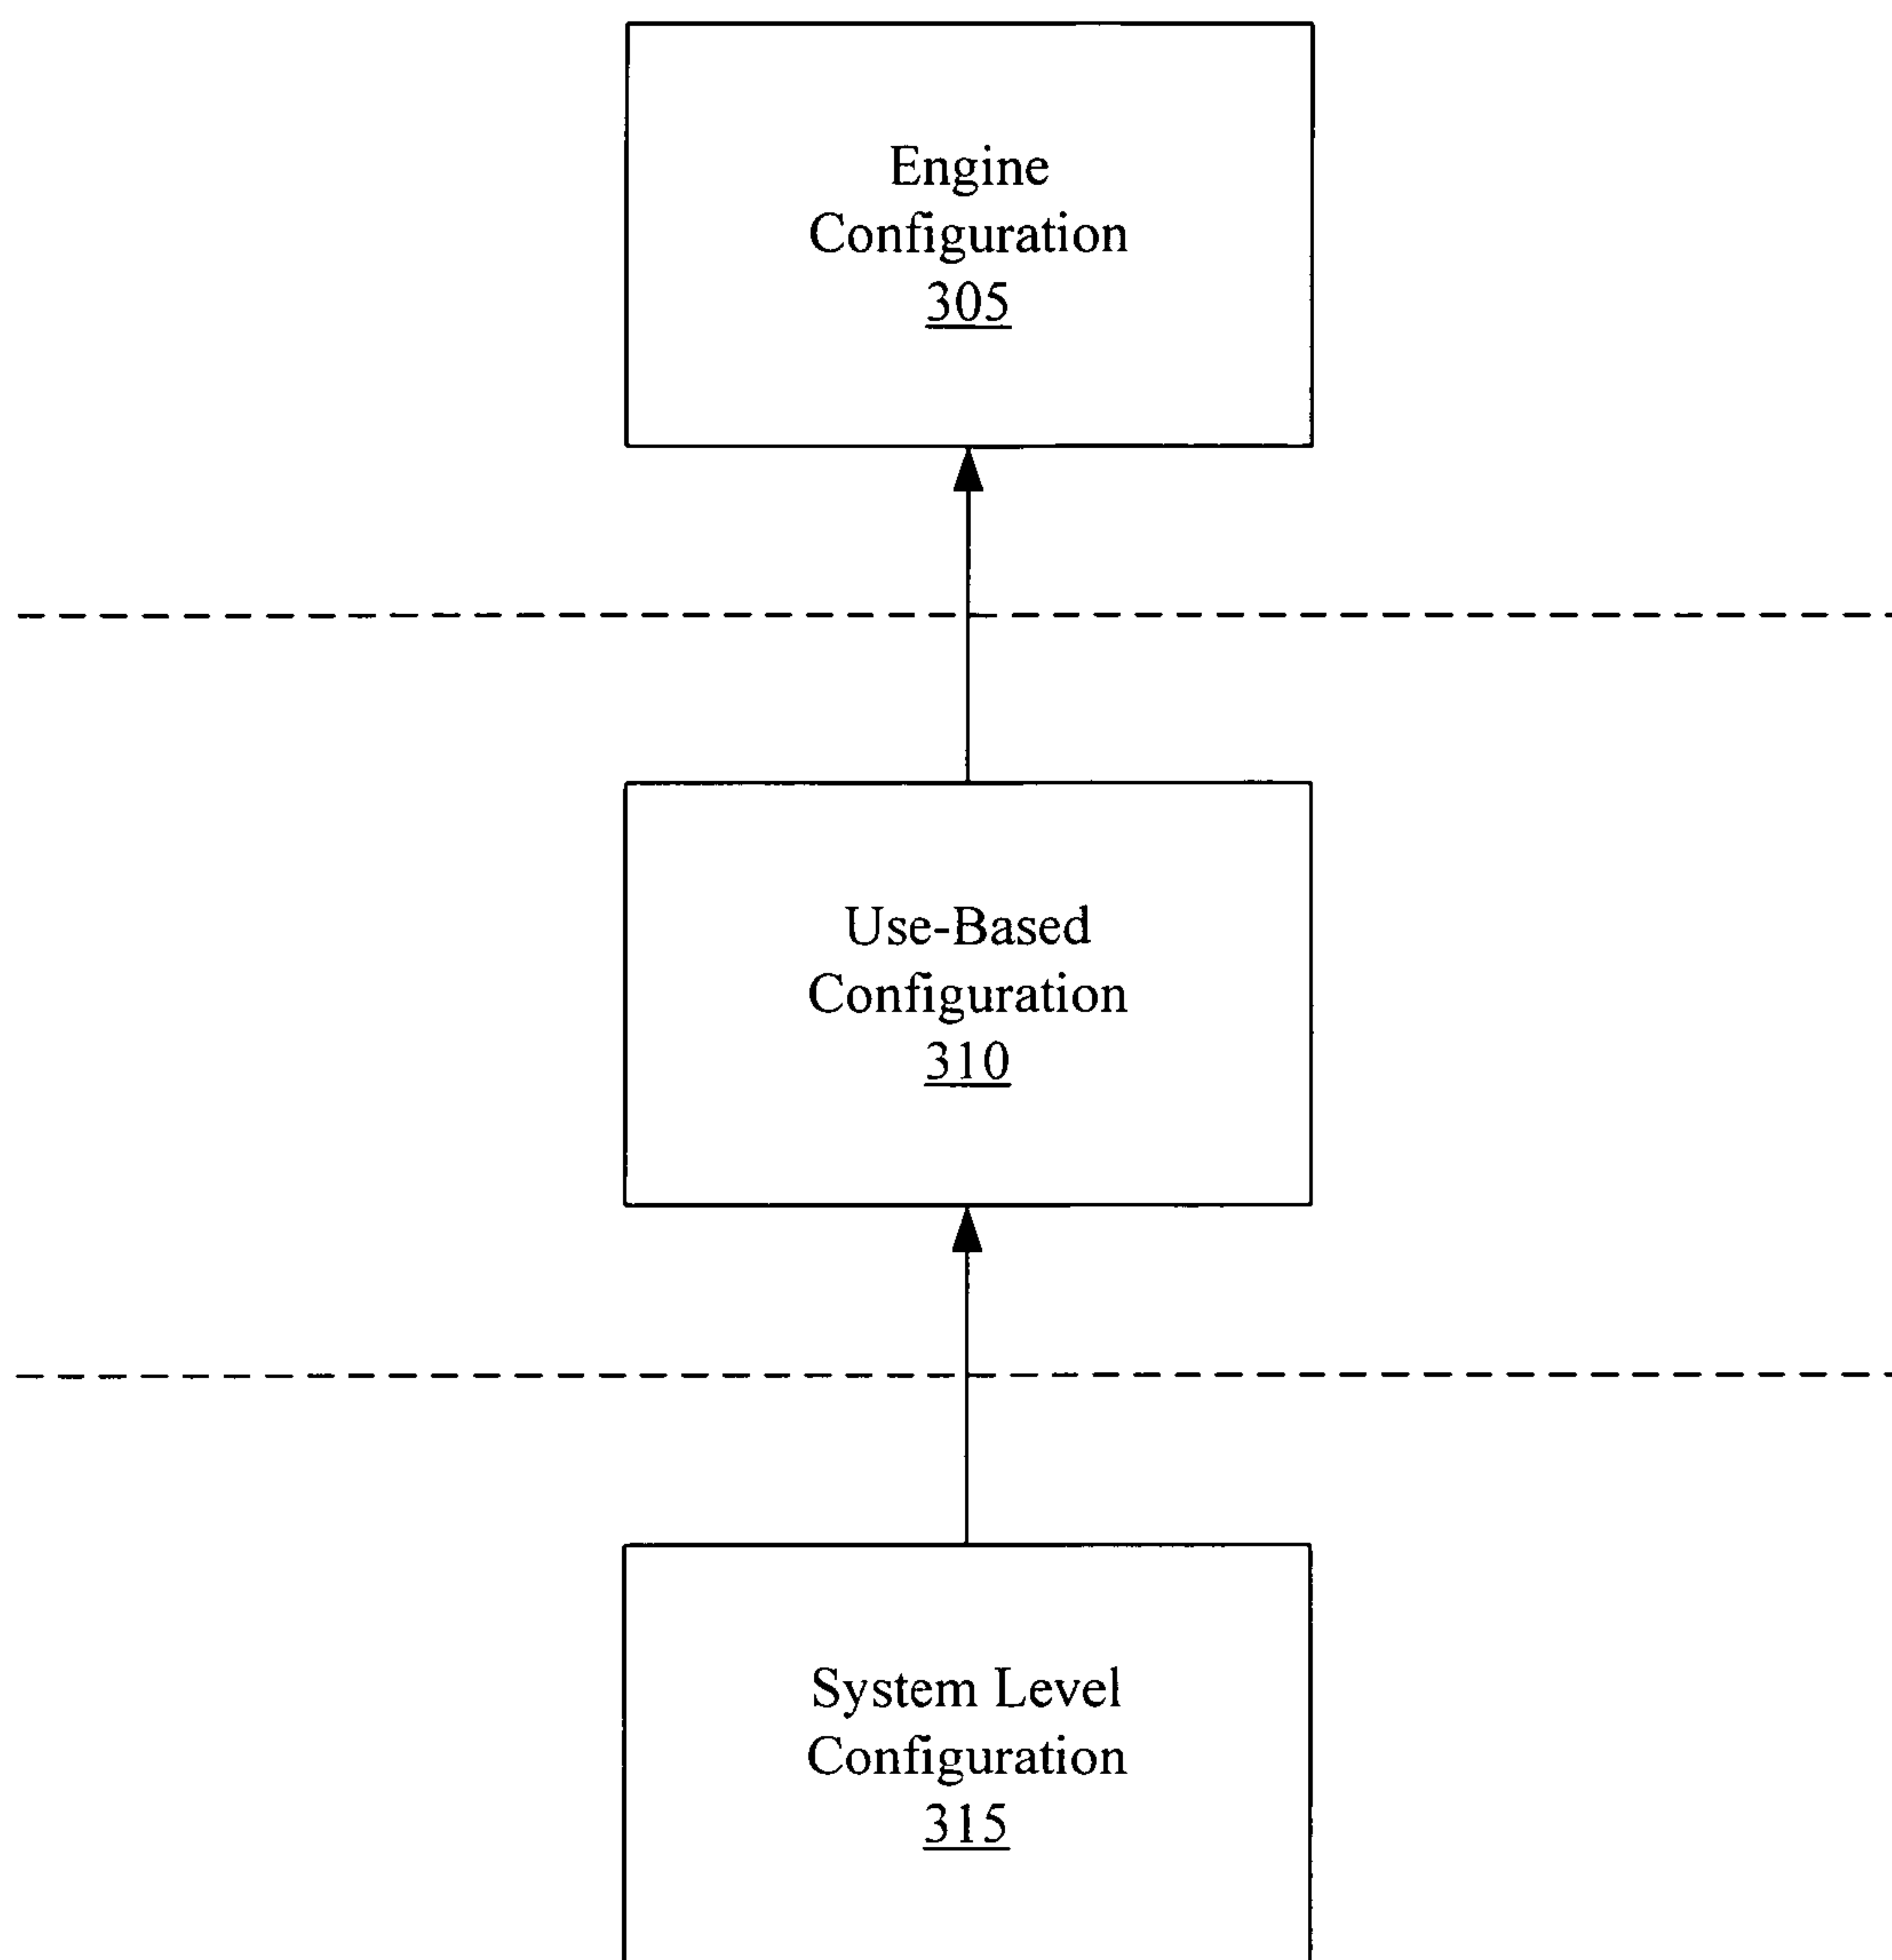 Engine
Configuration
305
Use-Based
Configuration
310
System Level
Configuration
315